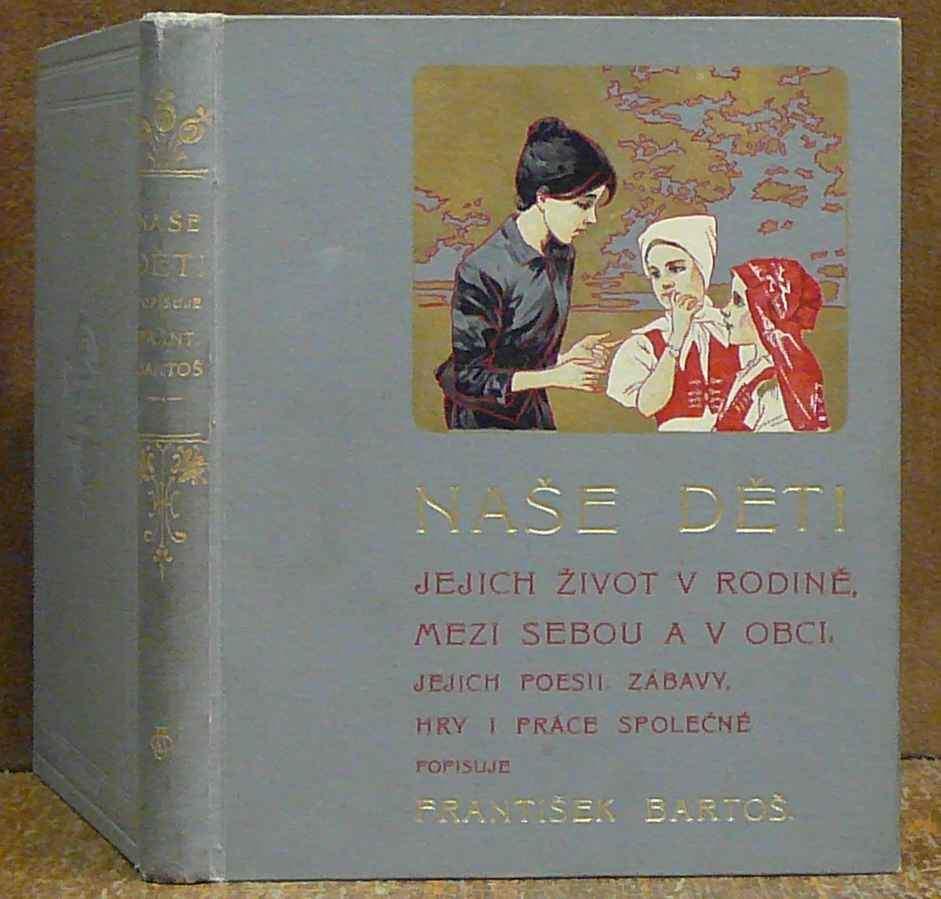 NAŠE
DĚTI
POPISUJE
FRANT.
BARTOŠ
NAŠE DĚTI
JEJICH ŽIVOT V RODINĚ,
MEZI SEBOU A V OBCI,
JEJICH POESII, ZÁBAVY,
HRY I PRÁCE SPOLEČNÉ
POPISUJE
FRANTIŠEK BARTOŠ.